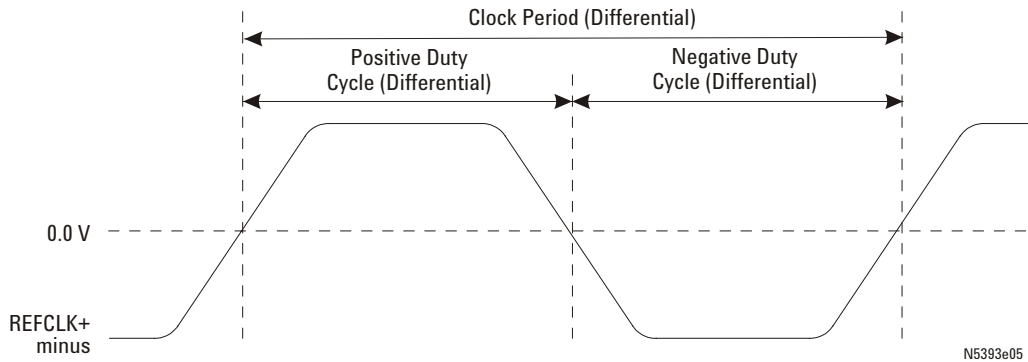 Clock Period (Differential)
Positive Duty
Cycle (Differential)
Negative Duty
Cycle (Differential)
0.0 V
REFCLK+
minus
N5393e05